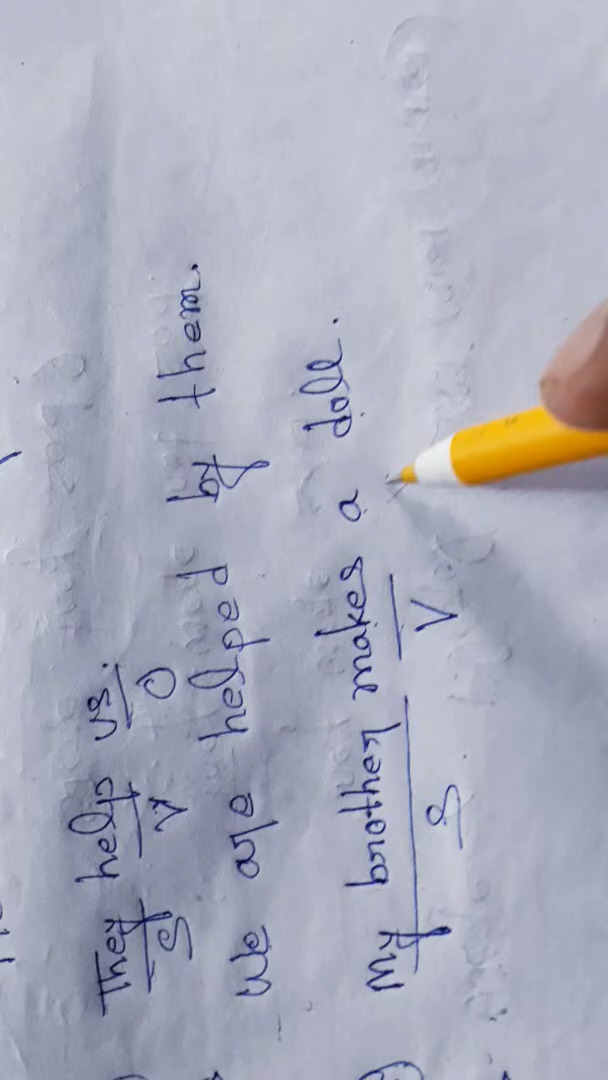 They help us.
S V O
We are helped by them.
My brother makes a doll.
S V